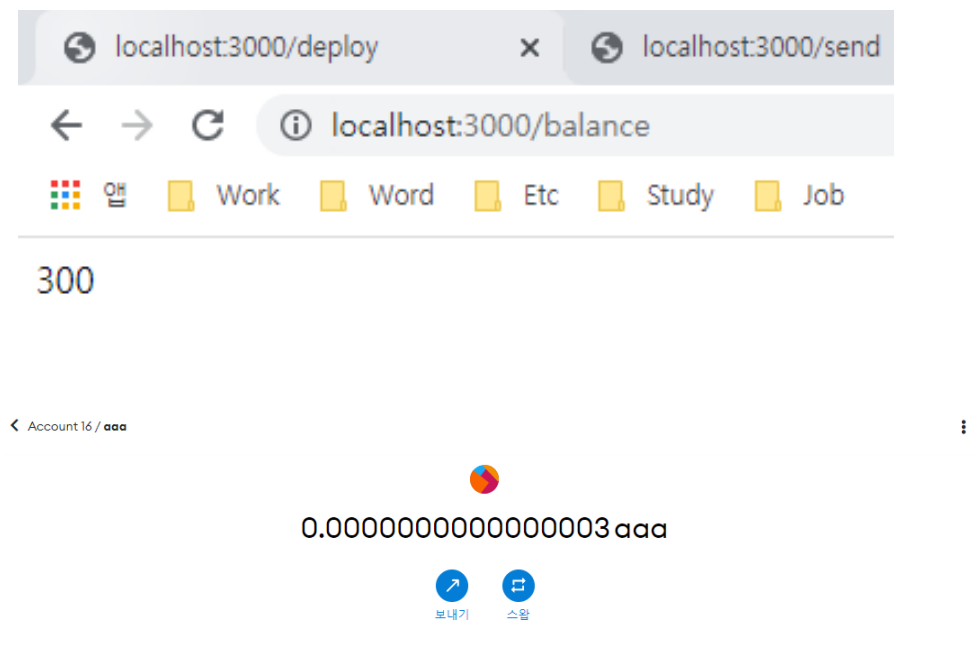 localhost:3000/deploy localhost:3000/send
localhost:3000/balance
앱 Work Word Etc Study Job
300
Account 16 / aaa
0.0000000000000003 aaa
보내기 스왑